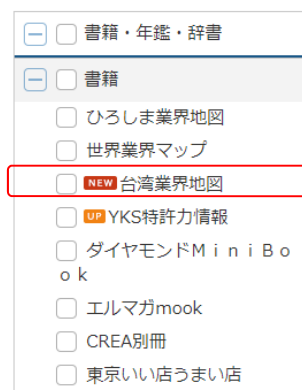 書籍・年鑑・辞書
書籍
ひろしま業界地図
世界業界マップ
NEW 台湾業界地図
UP YKS特許力情報
ダイヤモンドＭｉｎｉＢｏ
ｏｋ
エルマガmook
CREA別冊
東京いい店うまい店